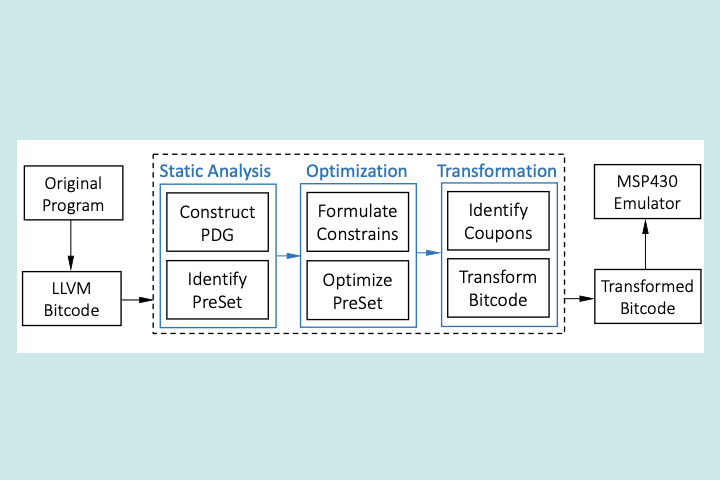 Original
Program
LLVM
Bitcode
Static Analysis
Construct
PDG
Identify
PreSet
Optimization
Formulate
Constrains
Optimize
PreSet
Transformation
Identify
Coupons
Transform
Bitcode
MSP430
Emulator
Transformed
Bitcode